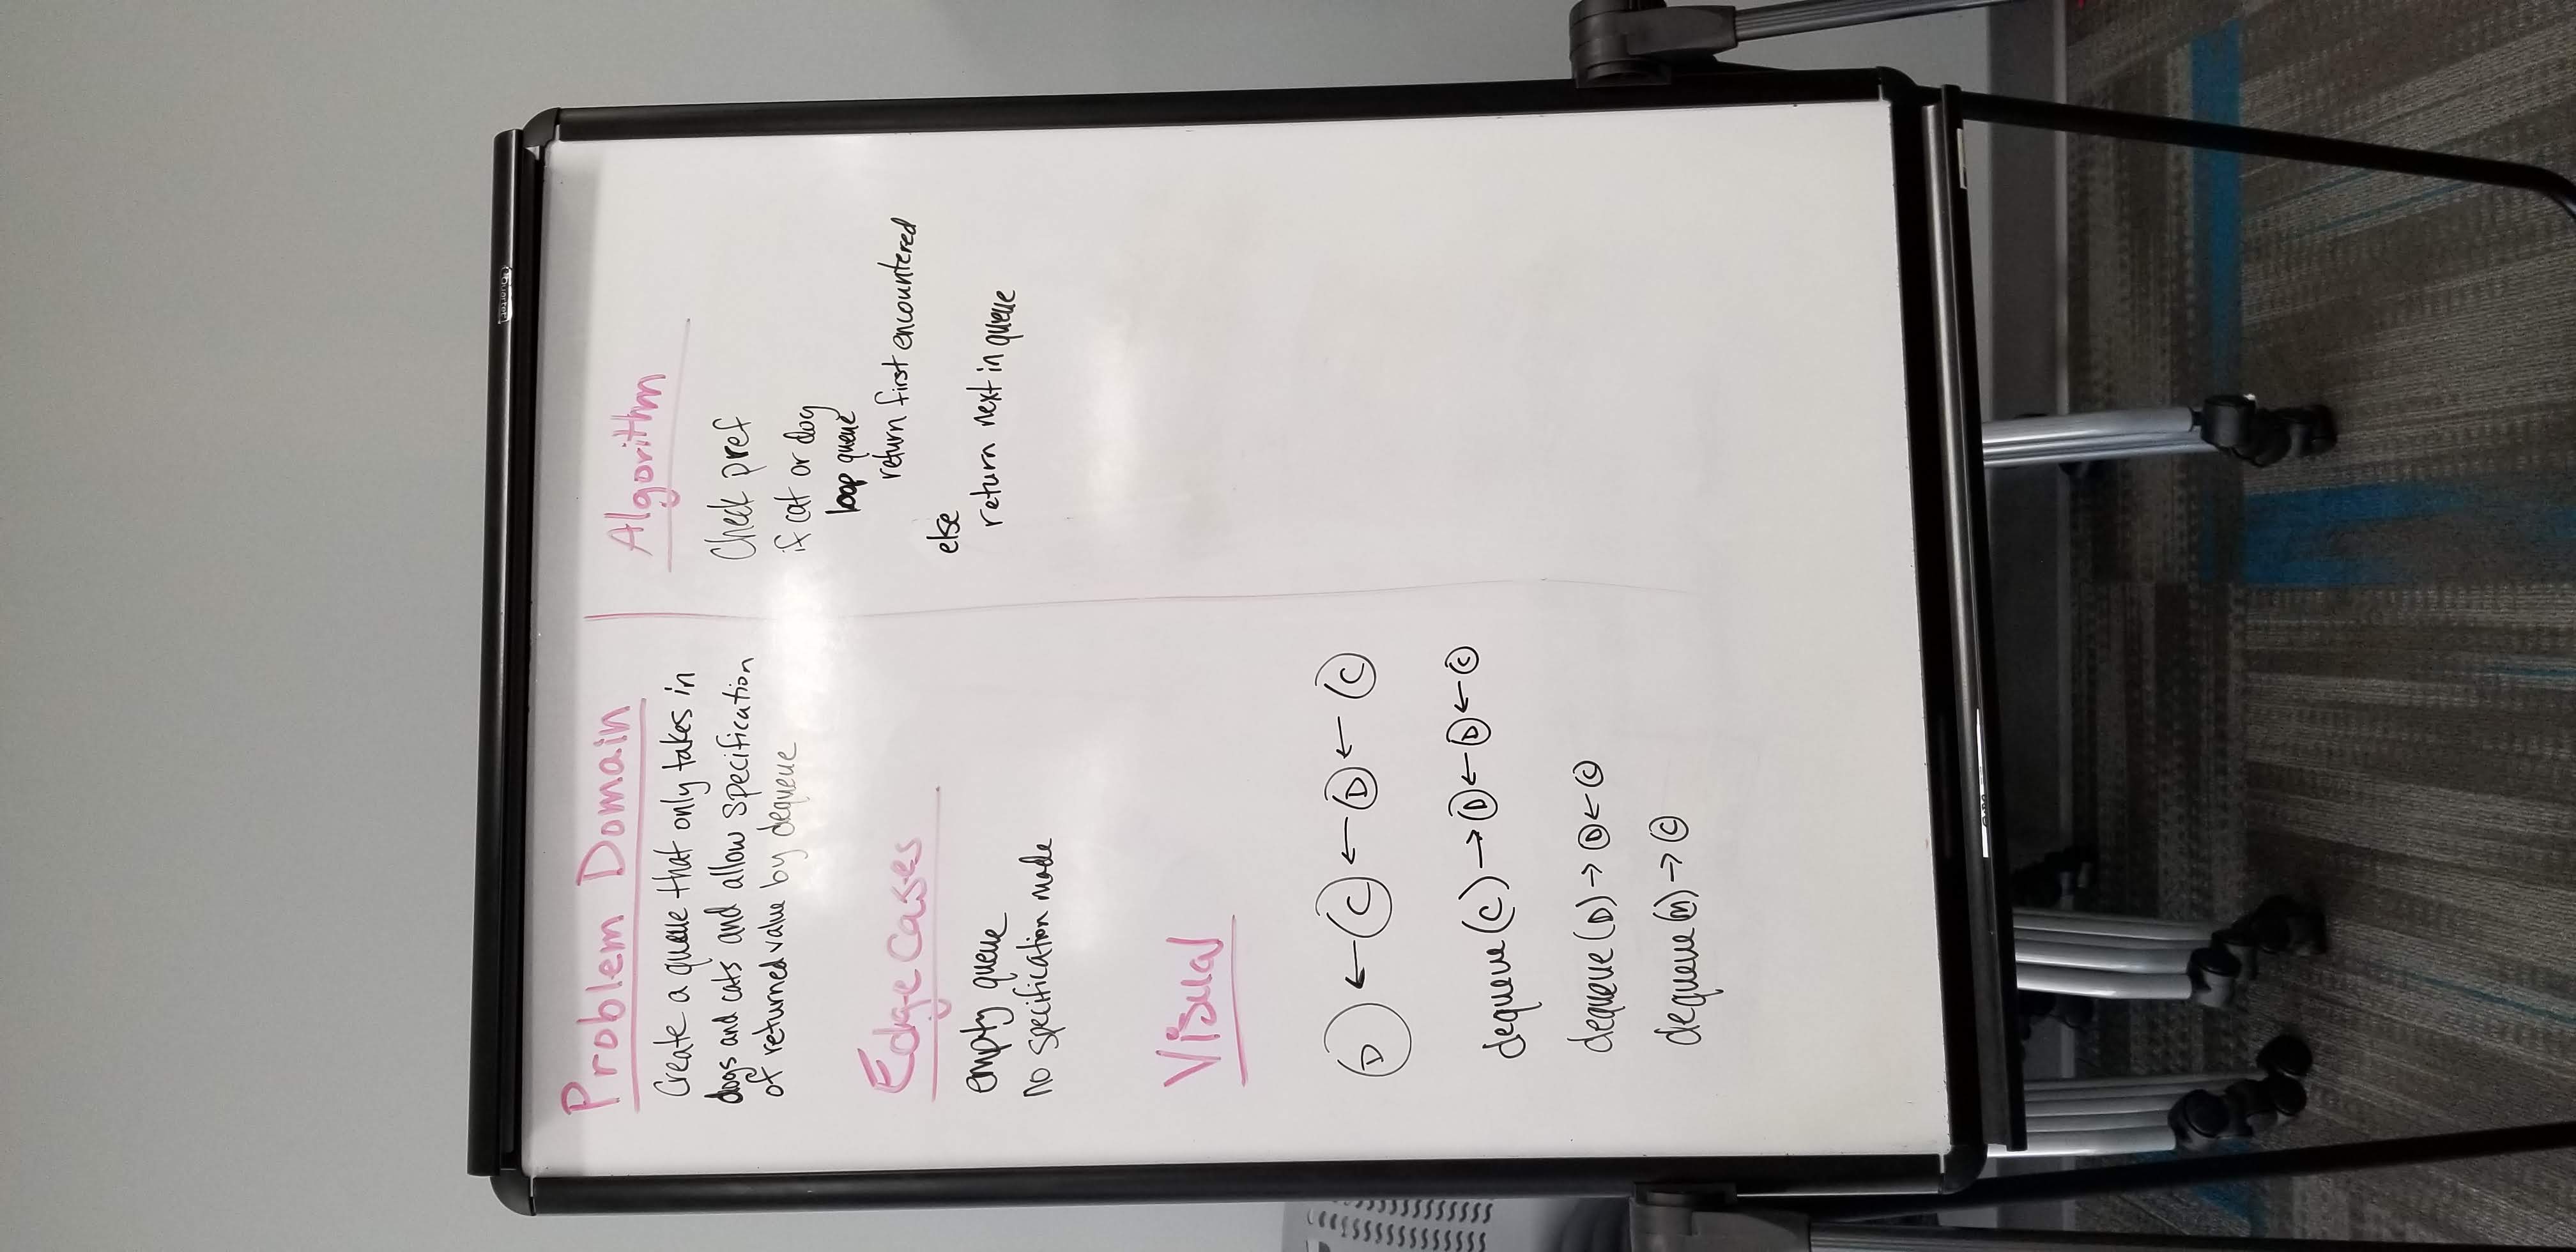 Quartet
Problem Domain
Create a queue that only takes in
dogs and cats and allow specification
of returned value by dequeue
Edge cases
empty queue
no specification made
Visual
D ← C ← D ← C
dequeue(C) → D ← D ← C
dequeue(D) → D ← C
dequeue(n) → C
Algorithm
Check pref
if cat or dog
loop queue
return first encountered
else
return next in queue